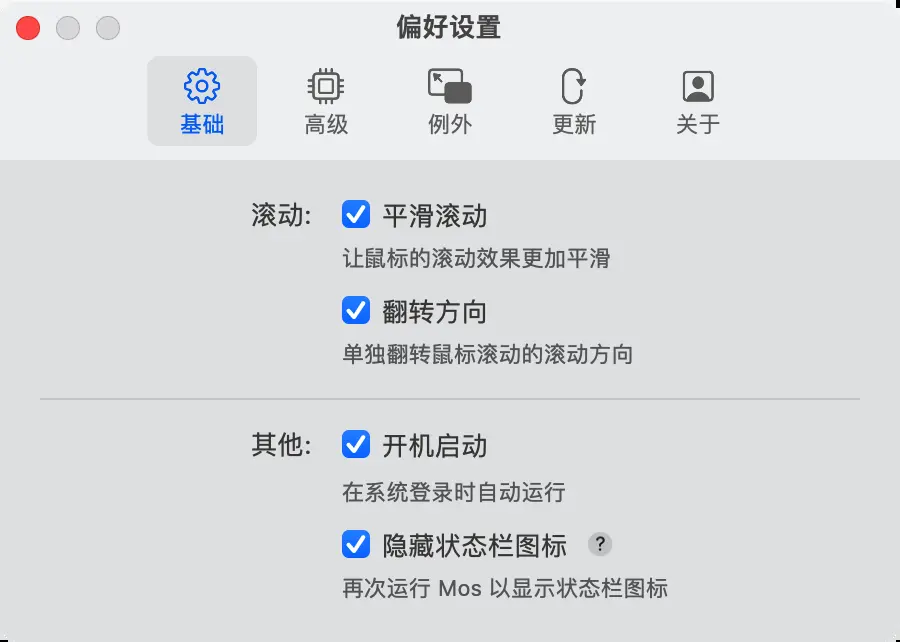 偏好设置
基础 高级 例外 更新 关于
滚动: 平滑滚动
让鼠标的滚动效果更加平滑
翻转方向
单独翻转鼠标滚动的滚动方向
其他: 开机启动
在系统登录时自动运行
隐藏状态栏图标 ?
再次运行 Mos 以显示状态栏图标